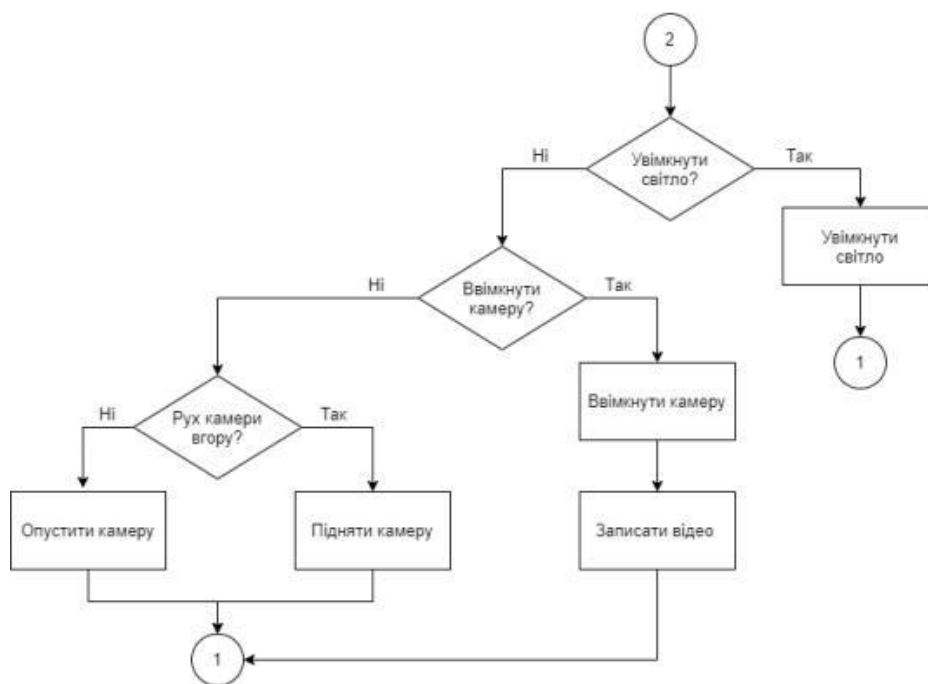 2
Увімкнути
світло?
Ні
Так
Увімкнути
світло
1
Ввімкнути
камеру?
Ні
Так
Ввімкнути камеру
Записати відео
Рух камери
вгору?
Ні
Так
Опустити камеру
Підняти камеру
1